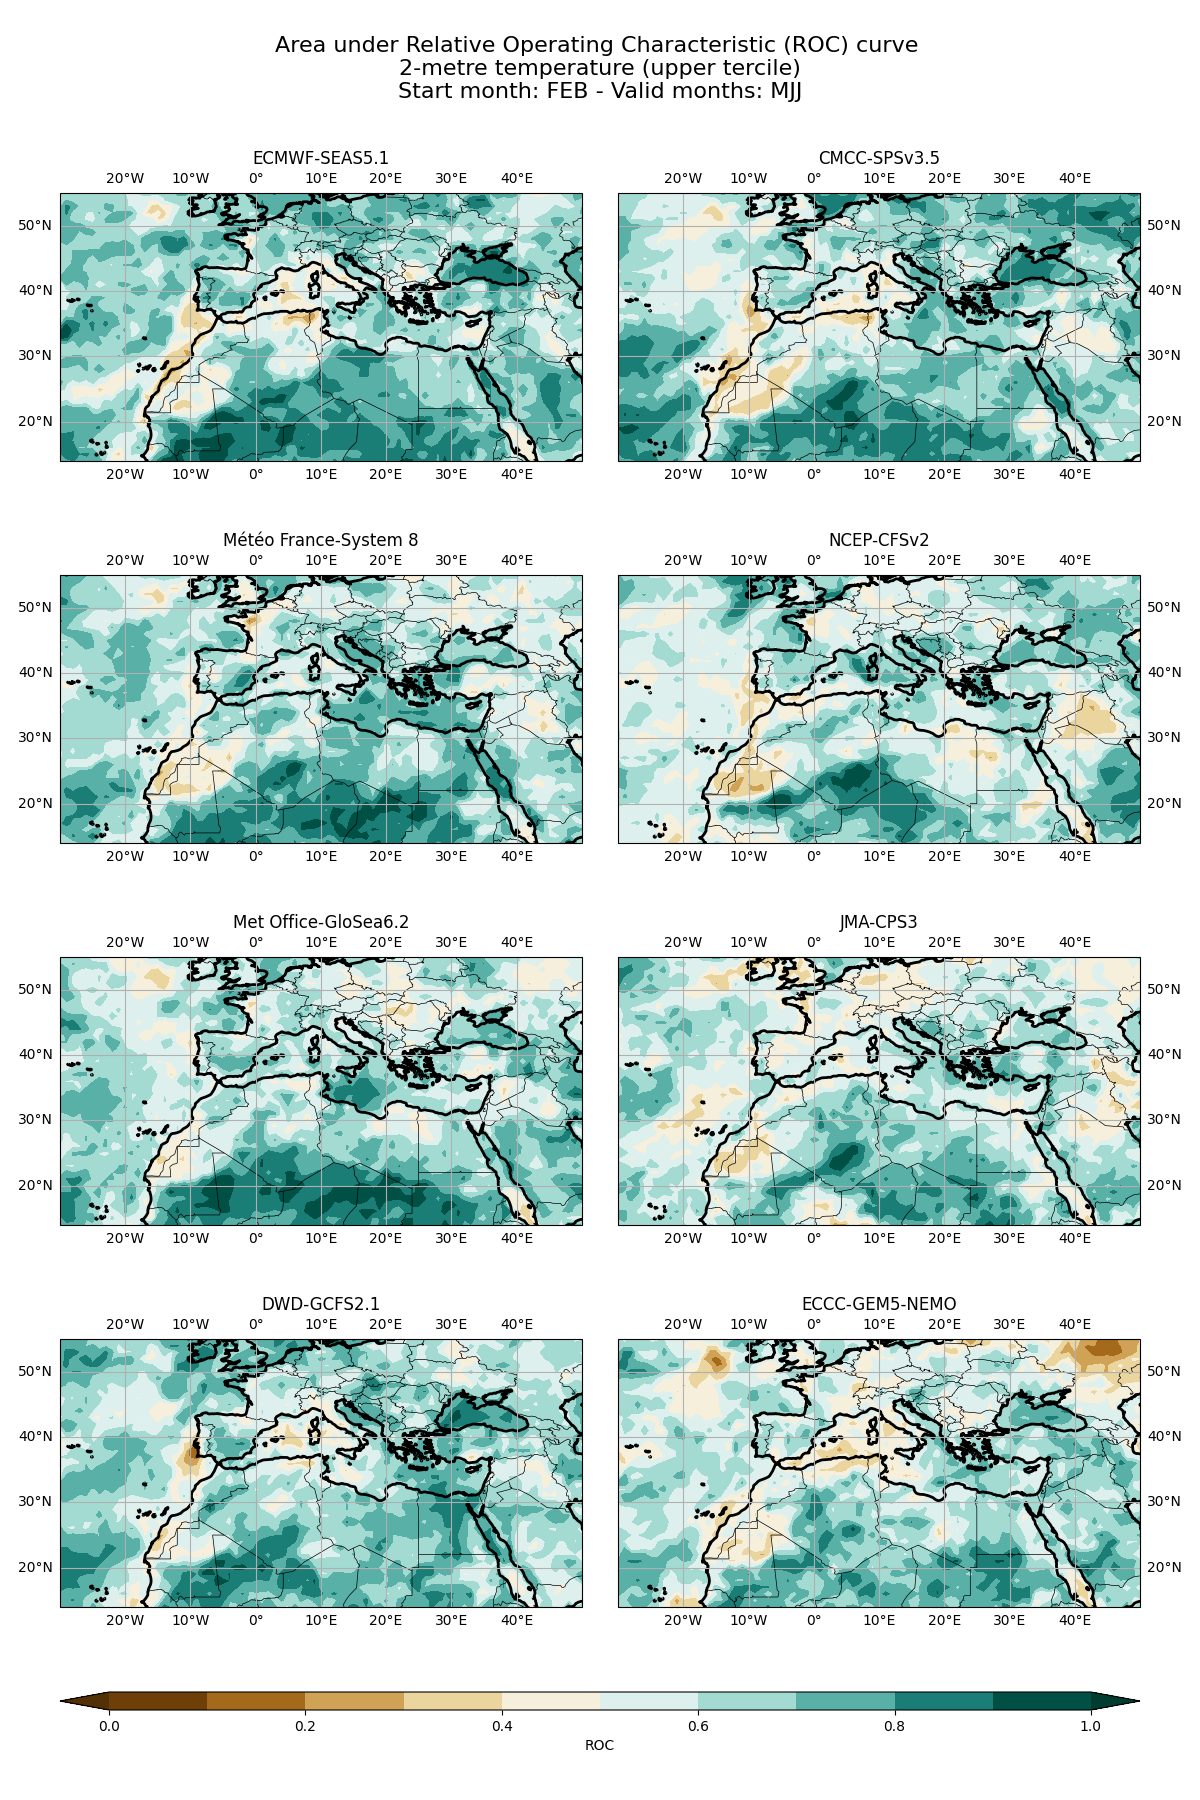 Area under Relative Operating Characteristic (ROC) curve
2-metre temperature (upper tercile)
Start month: FEB - Valid months: MJJ
ECMWF-SEAS5.1
CMCC-SPSv3.5
20°W 10°W 0° 10°E 20°E 30°E 40°E
20°W 10°W 0° 10°E 20°E 30°E 40°E
50°N
50°N
40°N
40°N
30°N
30°N
20°N
20°N
20°W 10°W 0° 10°E 20°E 30°E 40°E
20°W 10°W 0° 10°E 20°E 30°E 40°E
Météo France-System 8
NCEP-CFSv2
20°W 10°W 0° 10°E 20°E 30°E 40°E
20°W 10°W 0° 10°E 20°E 30°E 40°E
50°N
50°N
40°N
40°N
30°N
30°N
20°N
20°N
20°W 10°W 0° 10°E 20°E 30°E 40°E
20°W 10°W 0° 10°E 20°E 30°E 40°E
Met Office-GloSea6.2
JMA-CPS3
20°W 10°W 0° 10°E 20°E 30°E 40°E
20°W 10°W 0° 10°E 20°E 30°E 40°E
50°N
50°N
40°N
40°N
30°N
30°N
20°N
20°N
20°W 10°W 0° 10°E 20°E 30°E 40°E
20°W 10°W 0° 10°E 20°E 30°E 40°E
DWD-GCFS2.1
ECCC-GEM5-NEMO
20°W 10°W 0° 10°E 20°E 30°E 40°E
20°W 10°W 0° 10°E 20°E 30°E 40°E
50°N
50°N
40°N
40°N
30°N
30°N
20°N
20°N
20°W 10°W 0° 10°E 20°E 30°E 40°E
20°W 10°W 0° 10°E 20°E 30°E 40°E
0.0 0.2 0.4 0.6 0.8 1.0
ROC